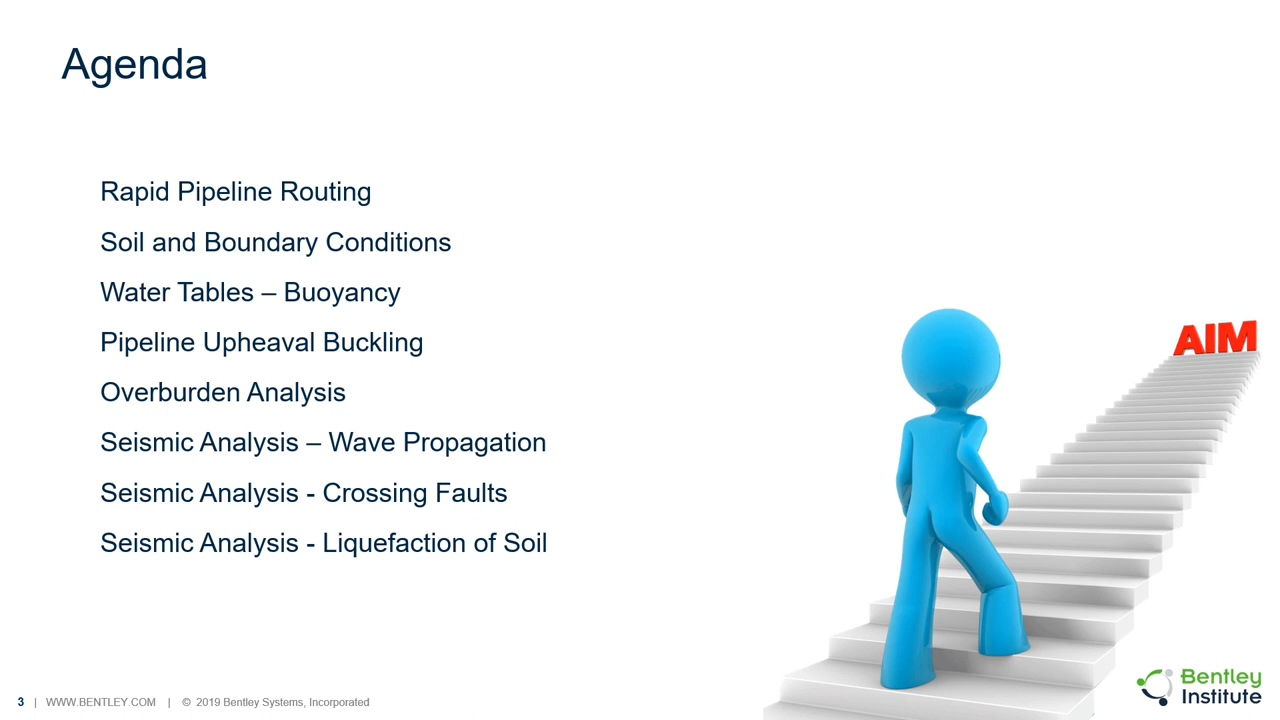 Agenda
Rapid Pipeline Routing
Soil and Boundary Conditions
Water Tables – Buoyancy
Pipeline Upheaval Buckling
Overburden Analysis
Seismic Analysis – Wave Propagation
Seismic Analysis - Crossing Faults
Seismic Analysis - Liquefaction of Soil
AIM
3 | WWW.BENTLEY.COM | © 2019 Bentley Systems, Incorporated
Bentley
Institute